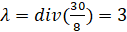 λ = div(30/8) = 3